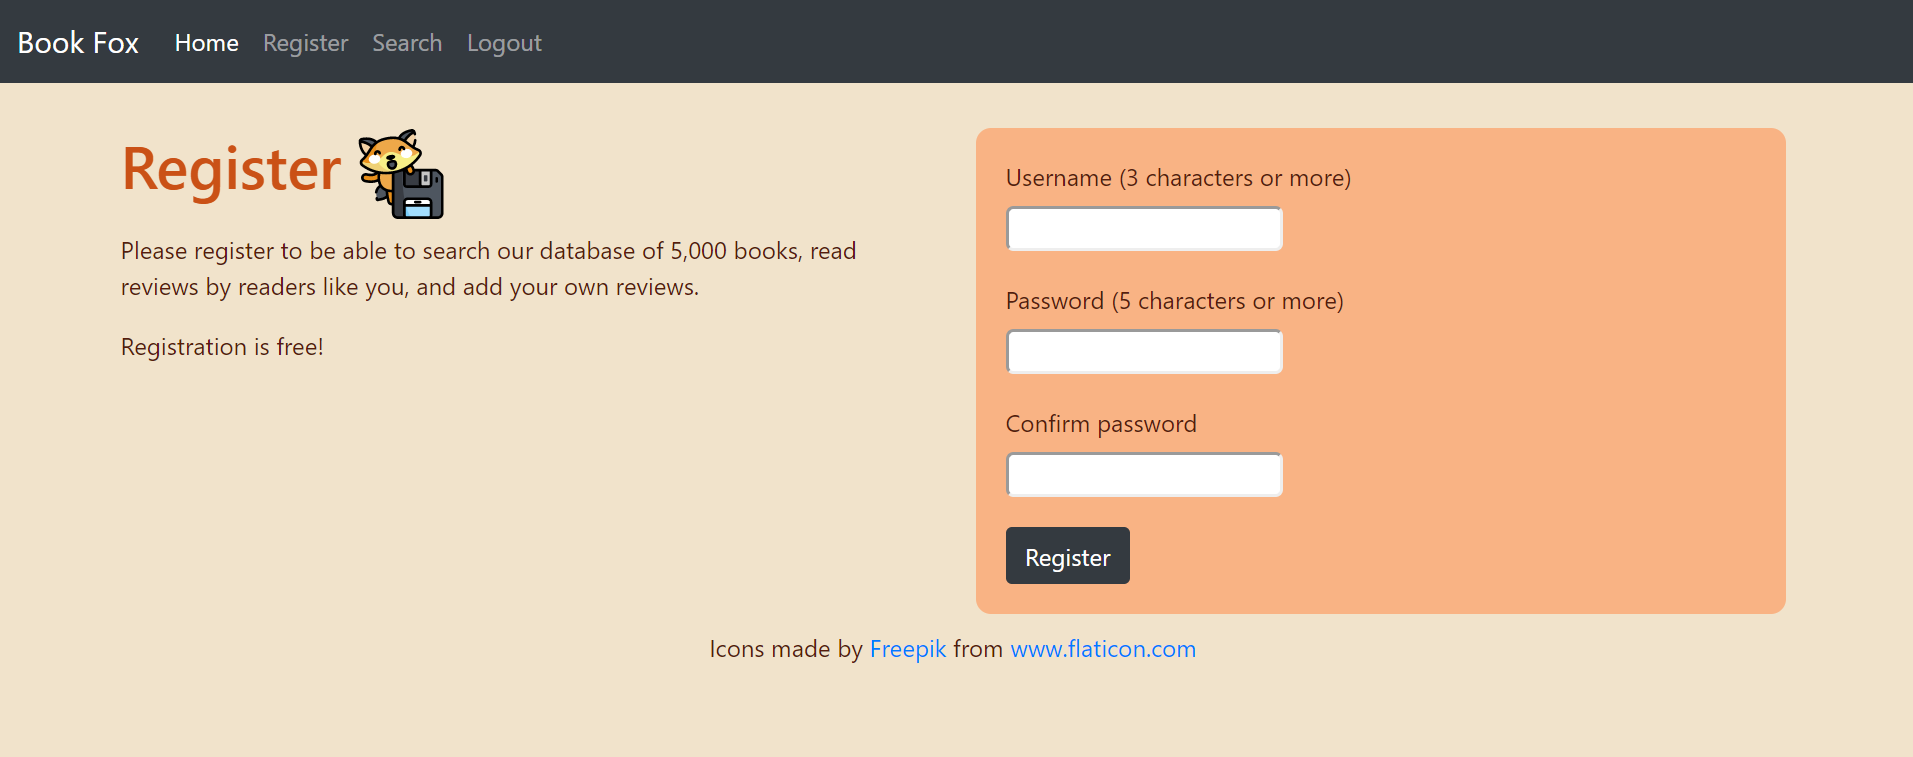 Book Fox Home Register Search Logout
Register
Please register to be able to search our database of 5,000 books, read
reviews by readers like you, and add your own reviews.
Registration is free!
Username (3 characters or more)
Password (5 characters or more)
Confirm password
Register
Icons made by Freepik from www.flaticon.com